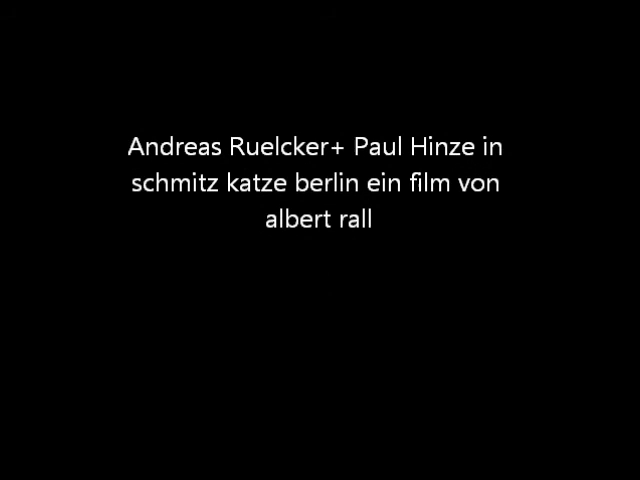 Andreas Ruelcker+ Paul Hinze in
schmitz katze berlin ein film von
albert rall